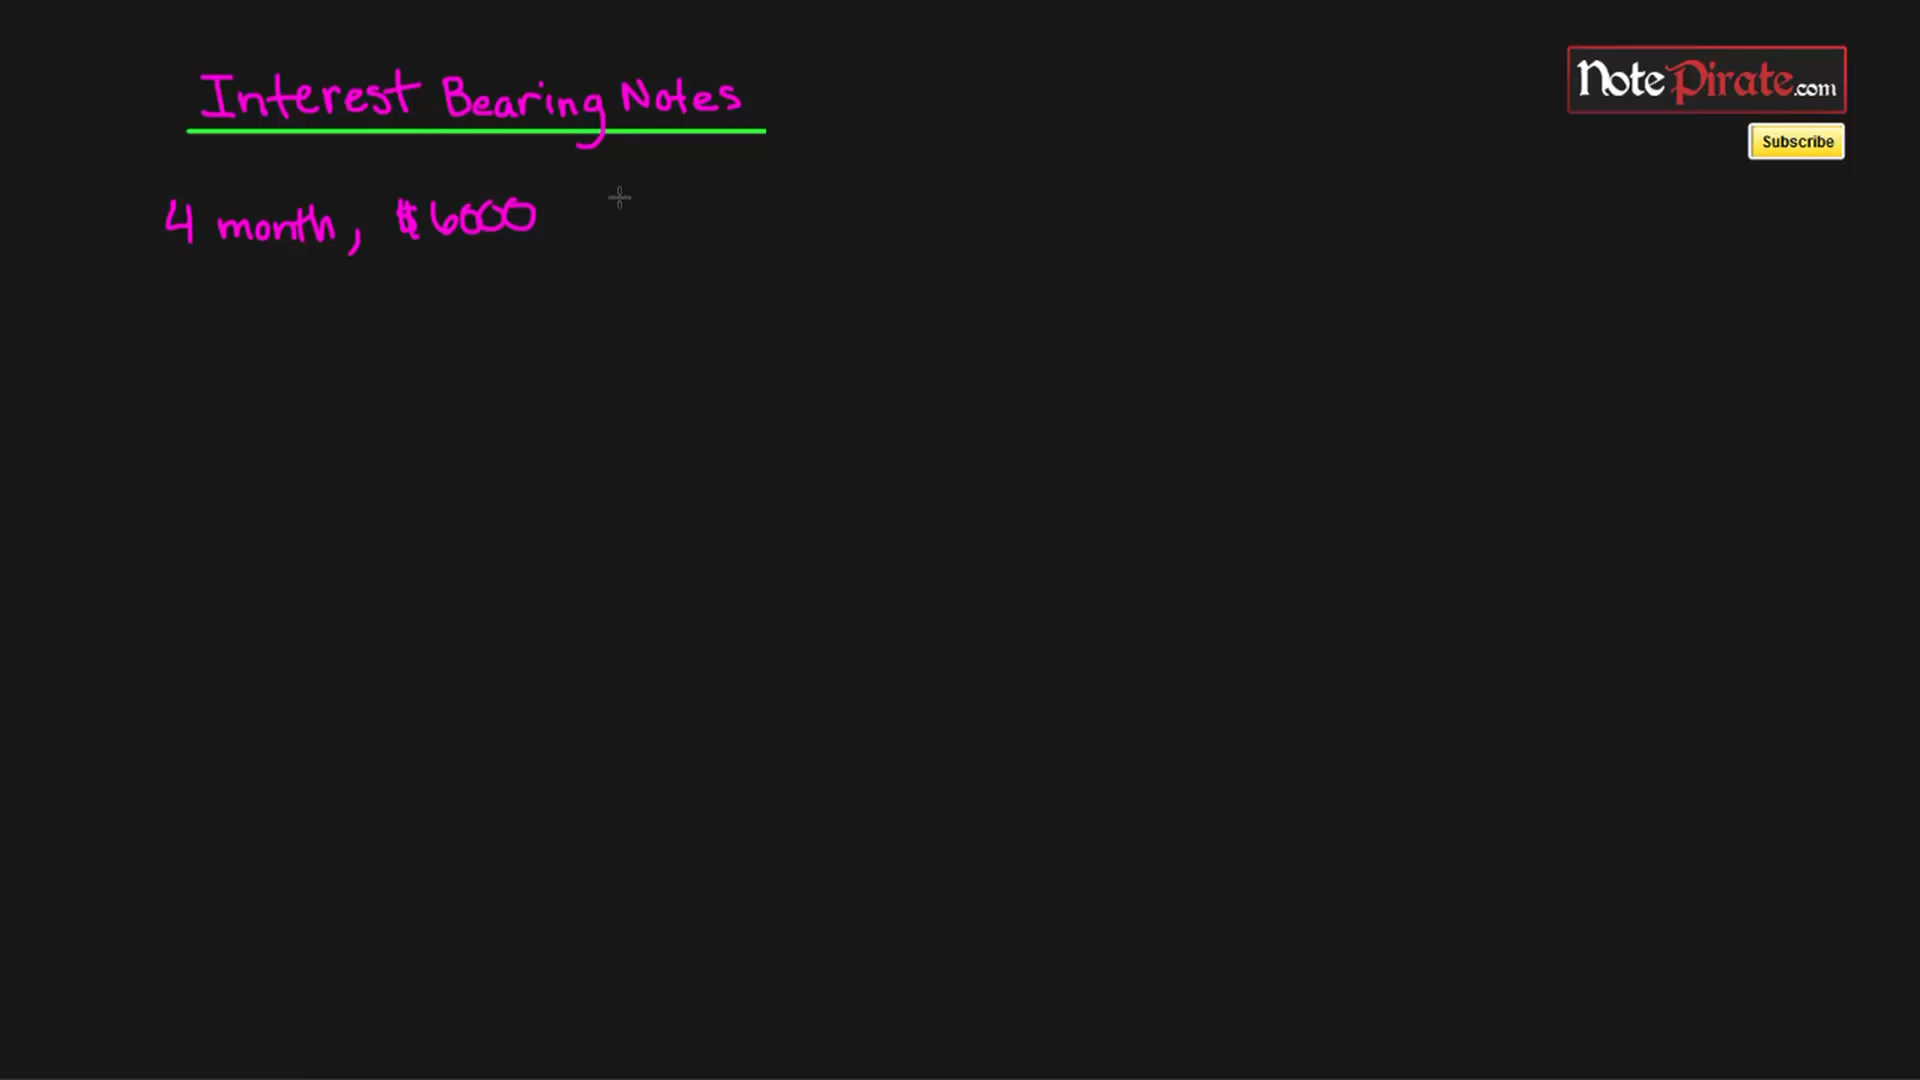 Interest Bearing Notes
NotePirate.com
Subscribe
4 month, $6000